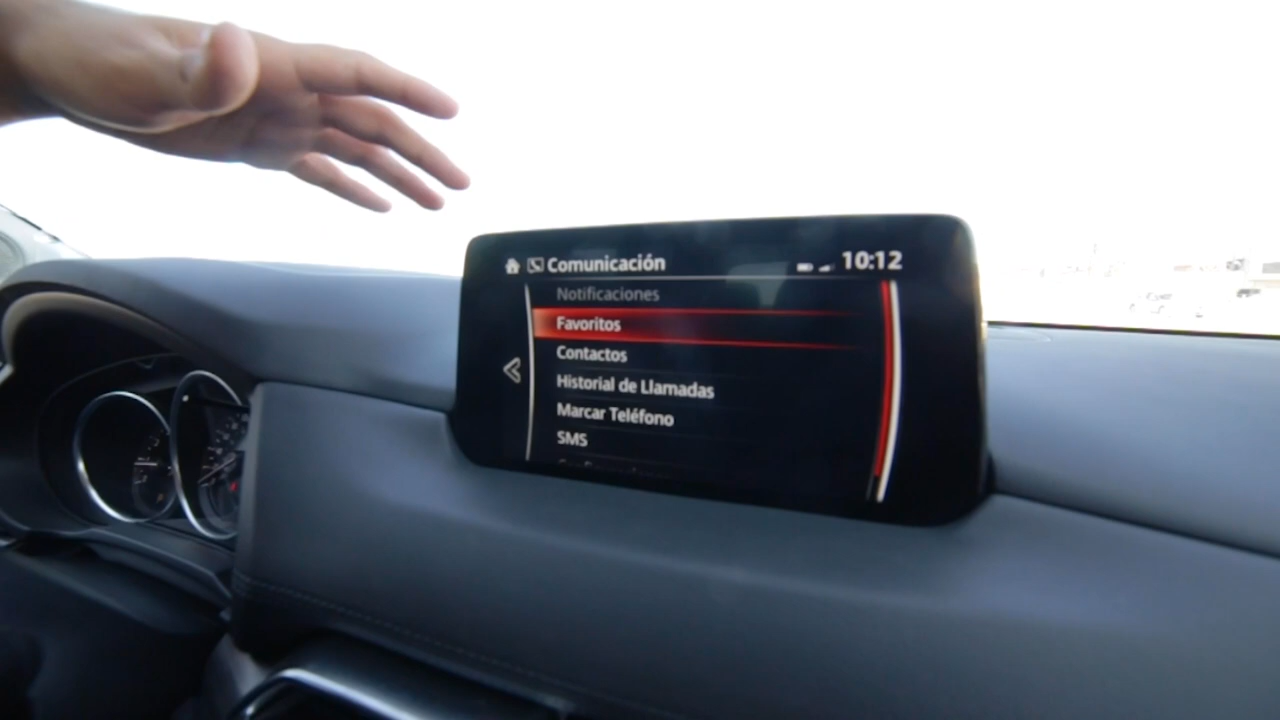 Comunicación 10:12
Notificaciones
Favoritos
Contactos
Historial de Llamadas
Marcar Teléfono
SMS